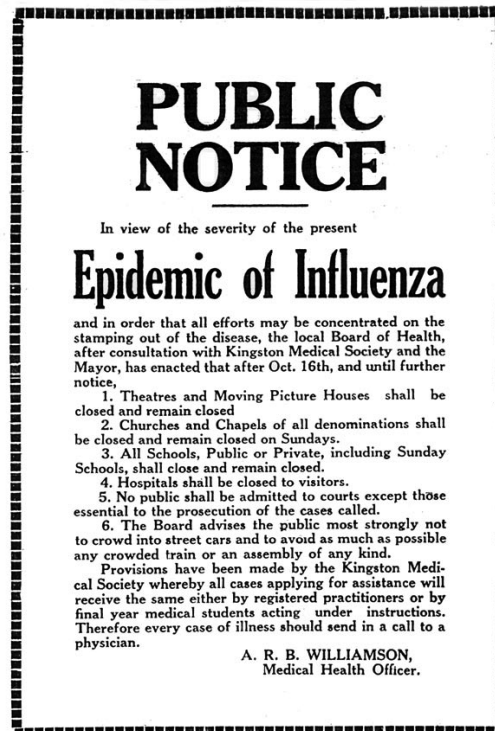 PUBLIC
NOTICE
In view of the severity of the present
Epidemic of Influenza
and in order that all efforts may be concentrated on the
stamping out of the disease, the local Board of Health,
after consultation with Kingston Medical Society and the
Mayor, has enacted that after Oct. 16th, and until further
notice,
1. Theatres and Moving Picture Houses shall be
closed and remain closed
2. Churches and Chapels of all denominations shall
be closed and remain closed on Sundays.
3. All Schools, Public or Private, including Sunday
Schools, shall close and remain closed.
4. Hospitals shall be closed to visitors.
5. No public shall be admitted to courts except those
essential to the prosecution of the cases called.
6. The Board advises the public most strongly not
to crowd into street cars and to avoid as much as possible
any crowded train or an assembly of any kind.
Provisions have been made by the Kingston Medi-
cal Society whereby all cases applying for assistance will
receive the same either by registered practitioners or by
final year medical students acting under instructions.
Therefore every case of illness should send in a call to a
physician.
A. R. B. WILLIAMSON,
Medical Health Officer.